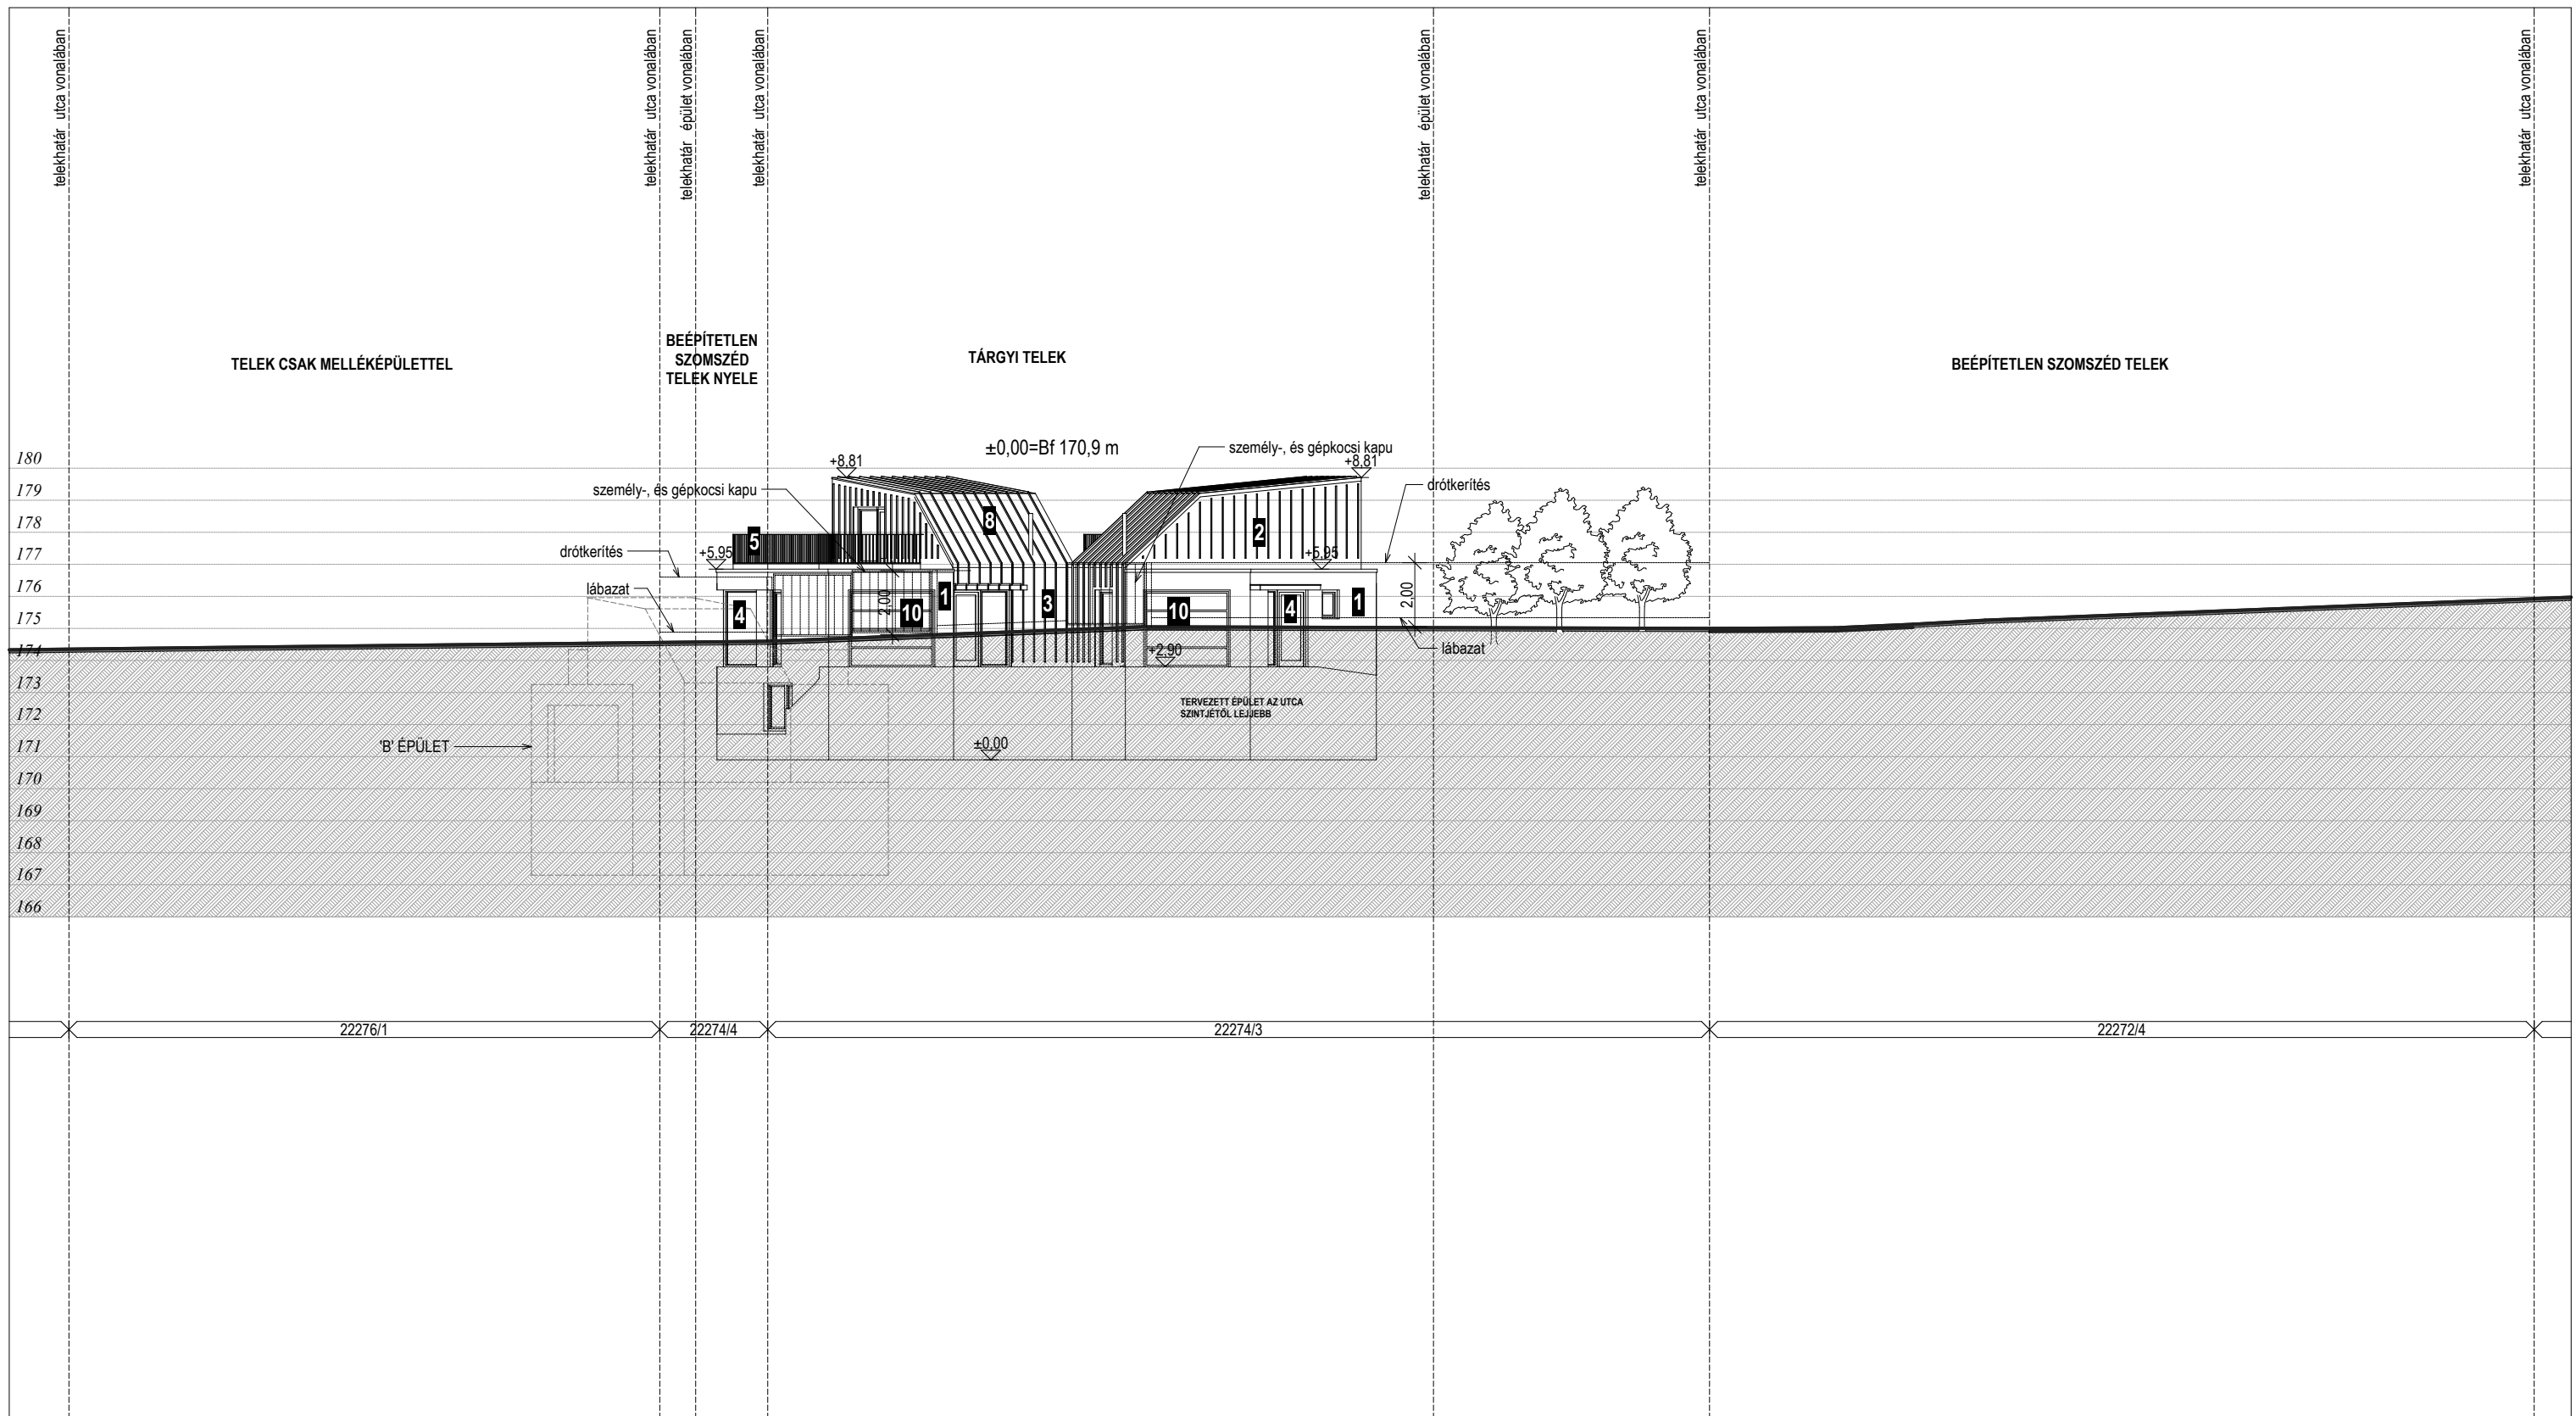 telekhatár utca vonalában
telekhatár utca vonalában
telekhatár épület vonalában
telekhatár utca vonalában
telekhatár épület vonalában
telekhatár utca vonalában
telekhatár utca vonalában
TELEK CSAK MELLÉKÉPÜLETTEL
BEÉPÍTETLEN
SZOMSZÉD
TELEK NYELE
TÁRGYI TELEK
BEÉPÍTETLEN SZOMSZÉD TELEK
±0,00=Bf 170,9 m
személy-, és gépkocsi kapu
+8,81
+8,81
személy-, és gépkocsi kapu
drótkerítés
8
2
5
drótkerítés
+5,95
+5,95
lábazat
2,00
2,00
4
10
1
3
10
4
1
lábazat
+2,90
TERVEZETT ÉPÜLET AZ UTCA
SZINTJÉTŐL LEJJEBB
'B' ÉPÜLET
±0,00
180
179
178
177
176
175
174
173
172
171
170
169
168
167
166
22276/1
22274/4
22274/3
22272/4